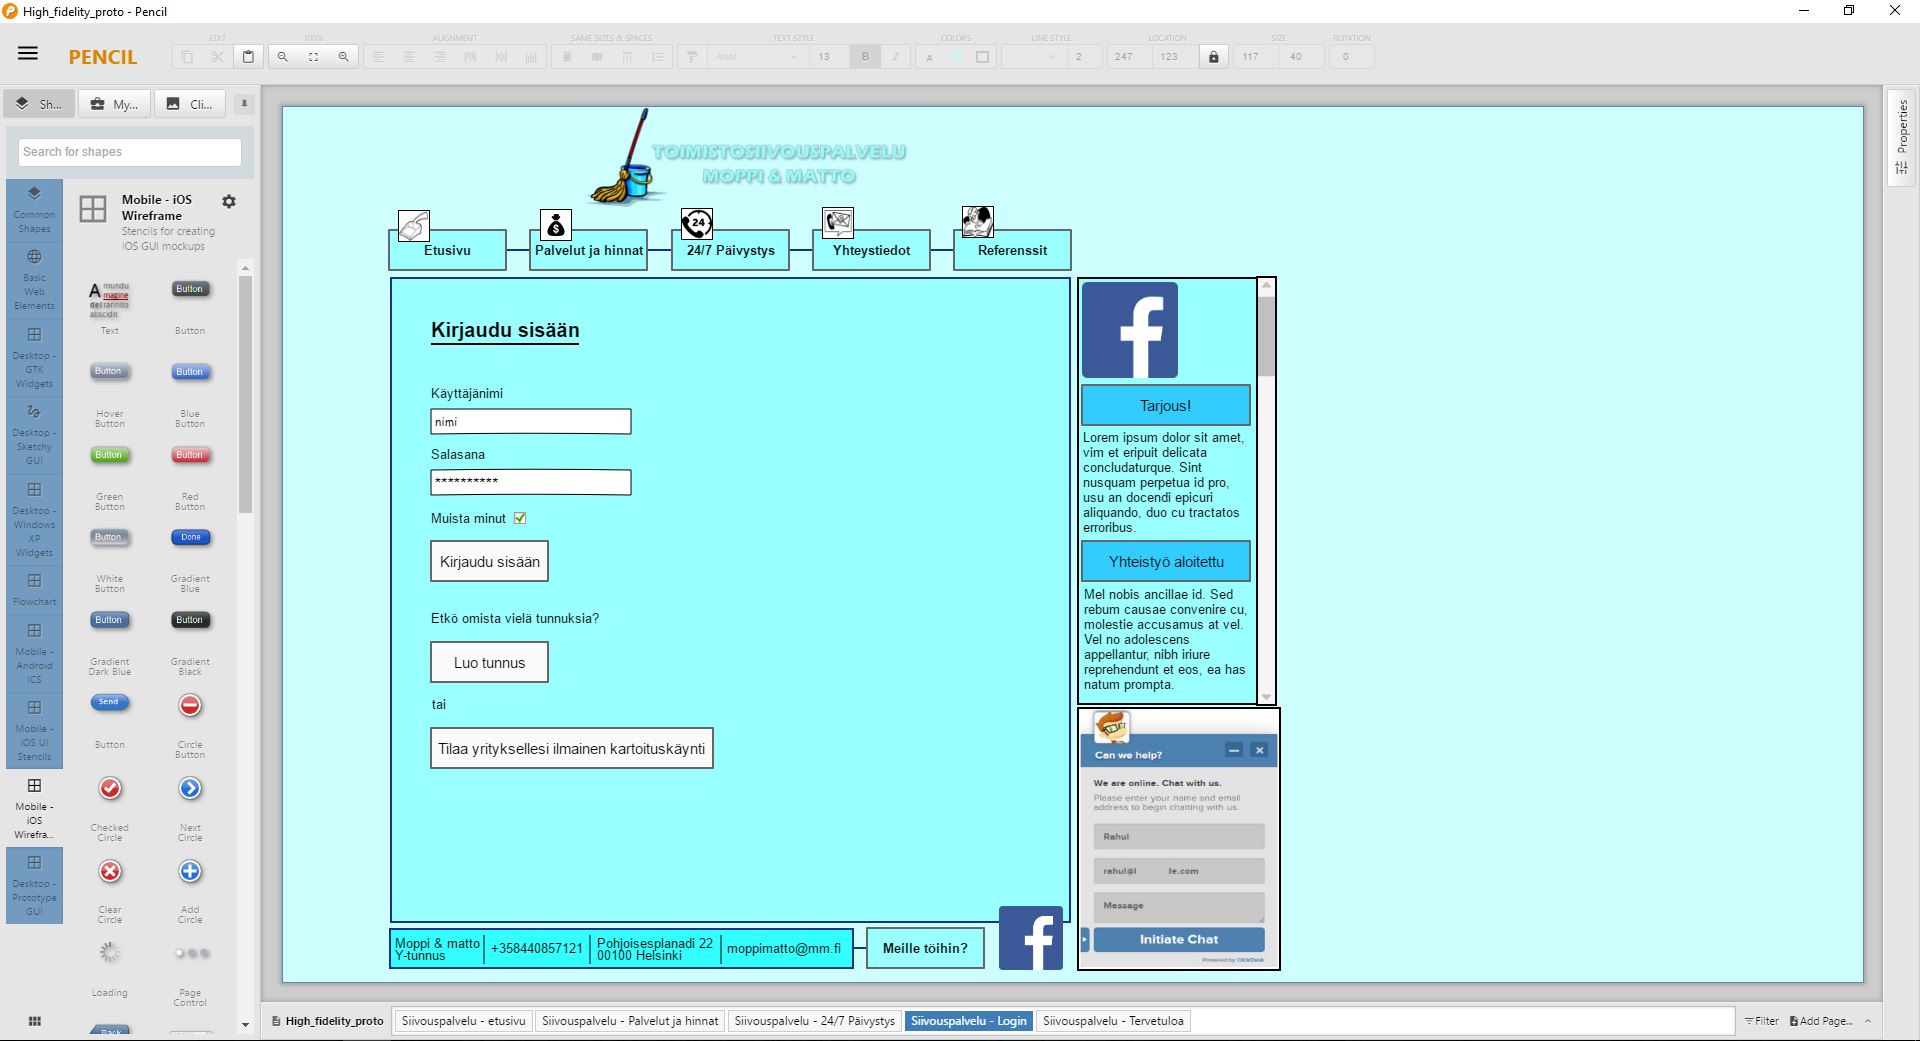 High_fidelity_proto - Pencil
PENCIL
EDIT
100%
ALIGNMENT
SAME SIZES & SPACES
TEXT STYLE
COLORS
LINE STYLE
LOCATION
SIZE
ROTATION
Arial
13
B
I
A
2
247
123
117
40
0
Sh...
My...
Cli...
Search for shapes
Common
Shapes
Basic
Web
Elements
Desktop -
GTK
Widgets
Desktop -
Sketchy
GUI
Desktop -
Windows
XP
Widgets
Flowchart
Mobile -
Android
ICS
Mobile -
iOS UI
Stencils
Mobile -
iOS
Wirefra...
Desktop -
Prototype
GUI
Mobile - iOS
Wireframe
Stencils for creating
iOS GUI mockups
A
mundu
magine
del tannito
abscidit
Text
Button
Button
Button
Hover
Button
Button
Blue
Button
Button
Green
Button
Button
Red
Button
Button
White
Button
Done
Gradient
Blue
Button
Gradient
Dark Blue
Button
Gradient
Black
Send
Button
Circle
Button
Checked
Circle
Next
Circle
Clear
Circle
Add
Circle
Loading
Page
Control
Back
TOIMISTOSIIVOUSPALVELU
MOPPI & MATTO
Etusivu
$
Palvelut ja hinnat
24
24/7 Päivystys
Yhteystiedot
Referenssit
Kirjaudu sisään
Käyttäjänimi
nimi
Salasana
**********
Muista minut
Kirjaudu sisään
Etkö omista vielä tunnuksia?
Luo tunnus
tai
Tilaa yrityksellesi ilmainen kartoituskäynti
f
Tarjous!
Lorem ipsum dolor sit amet,
vim et eripuit delicata
concludaturque. Sint
nusquam perpetua id pro,
usu an docendi epicuri
aliquando, duo cu tractatos
erroribus.
Yhteistyö aloitettu
Mel nobis ancillae id. Sed
rebum causae convenire cu,
molestie accusamus at vel.
Vel no adolescens
appellantur, nibh iriure
reprehendunt et eos, ea has
natum prompta.
Can we help?
We are online. Chat with us.
Please enter your name and email
address to begin chatting with us.
Rahul
rahul@l le.com
Message
Initiate Chat
Powered by ClickDesk
Moppi & matto
Y-tunnus
+358440857121
Pohjoisesplanadi 22
00100 Helsinki
moppimatto@mm.fi
Meille töihin?
f
Properties
High_fidelity_proto
Siivouspalvelu - etusivu
Siivouspalvelu - Palvelut ja hinnat
Siivouspalvelu - 24/7 Päivystys
Siivouspalvelu - Login
Siivouspalvelu - Tervetuloa
Filter
Add Page...